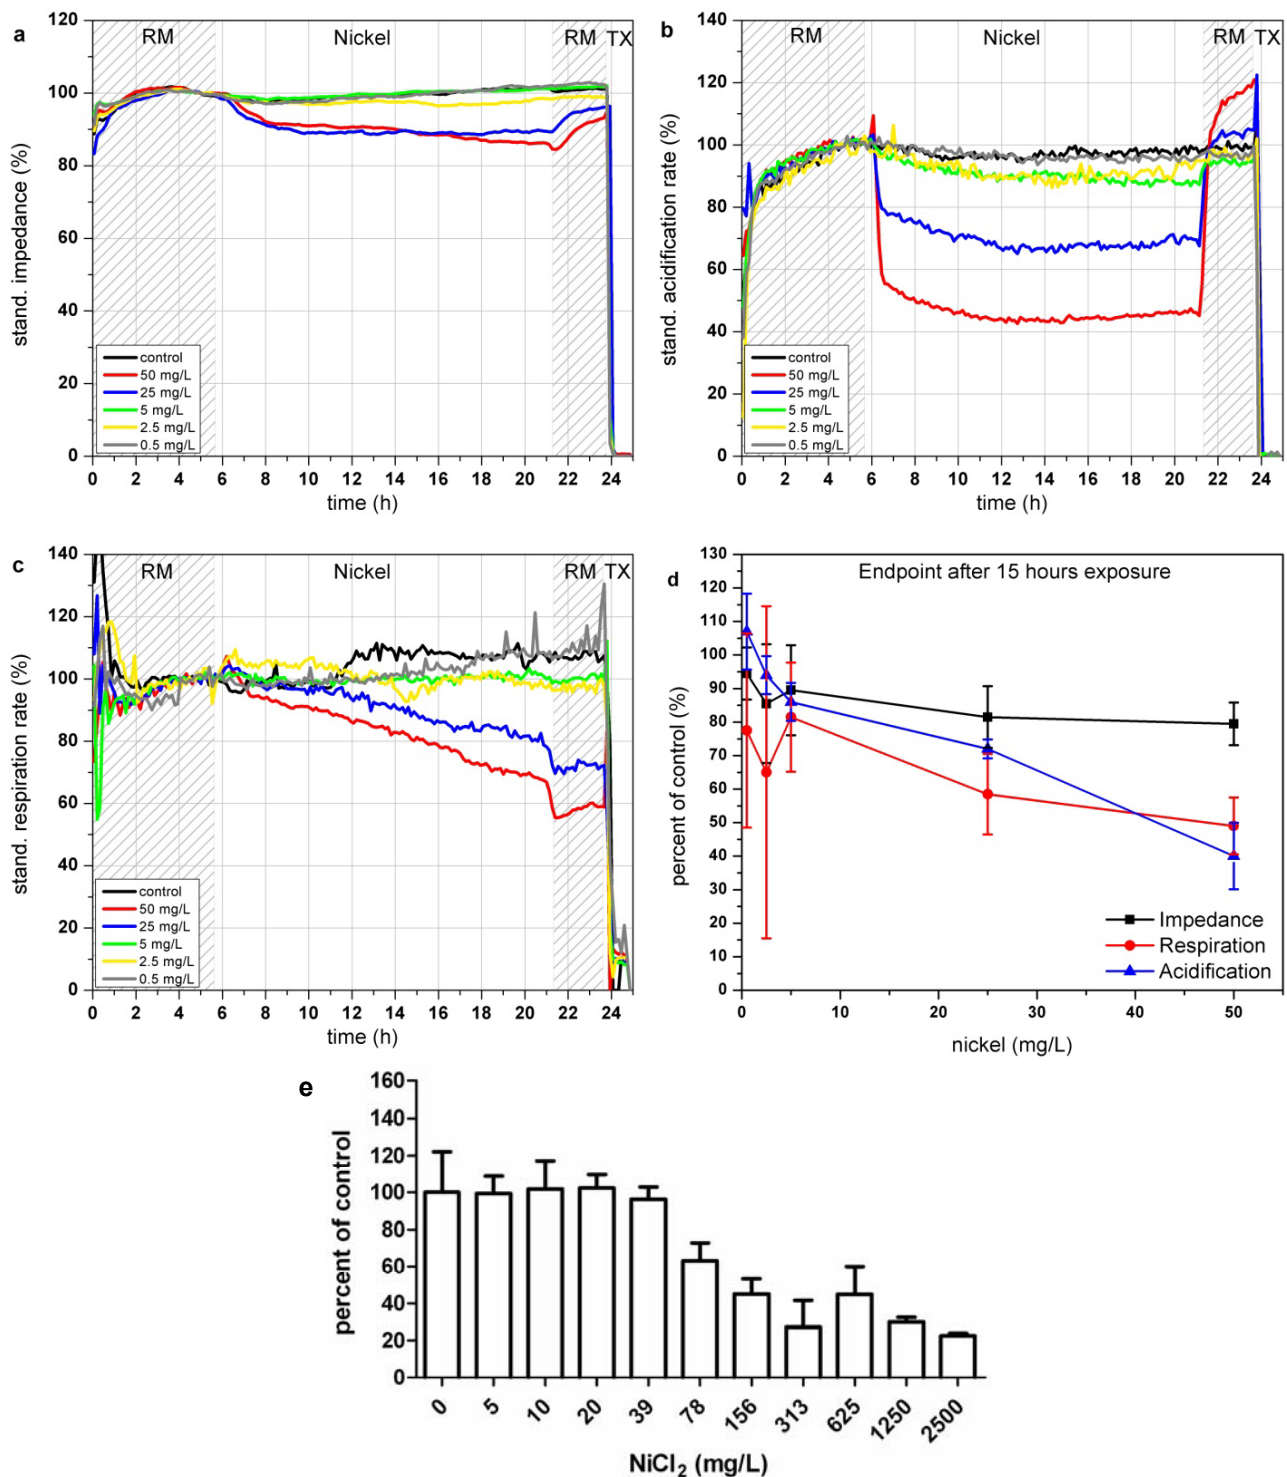 a
RM
Nickel
RM
TX
120
100
80
60
40
20
0
stand. impedance (%)
control
50 mg/L
25 mg/L
5 mg/L
2.5 mg/L
0.5 mg/L
0 2 4 6 8 10 12 14 16 18 20 22 24
time (h)
b
RM
Nickel
RM
TX
140
120
100
80
60
40
20
0
stand. acidification rate (%)
control
50 mg/L
25 mg/L
5 mg/L
2.5 mg/L
0.5 mg/L
0 2 4 6 8 10 12 14 16 18 20 22 24
time (h)
c
RM
Nickel
RM
TX
140
120
100
80
60
40
20
0
stand. respiration rate (%)
control
50 mg/L
25 mg/L
5 mg/L
2.5 mg/L
0.5 mg/L
0 2 4 6 8 10 12 14 16 18 20 22 24
time (h)
d
Endpoint after 15 hours exposure
130
120
110
100
90
80
70
60
50
40
30
20
10
0
percent of control (%)
Impedance
Respiration
Acidification
0 10 20 30 40 50
nickel (mg/L)
e
160
140
120
100
80
60
40
20
0
percent of control
0 5 10 20 39 78 156 313 625 1250 2500
NiCl₂ (mg/L)